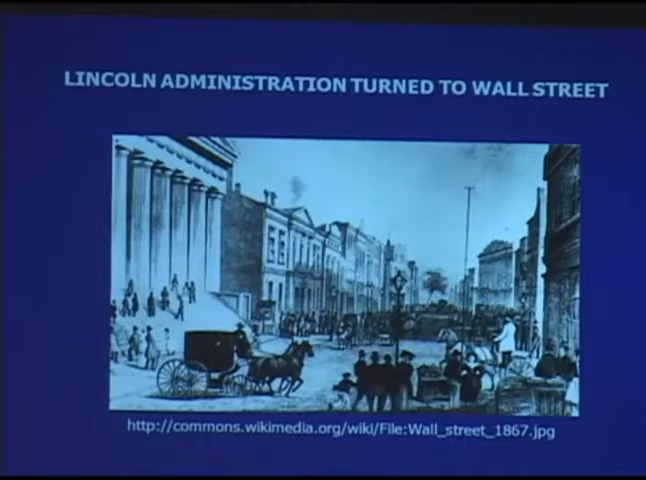 LINCOLN ADMINISTRATION TURNED TO WALL STREET
http://commons.wikimedia.org/wiki/File:Wall_street_1867.jpg